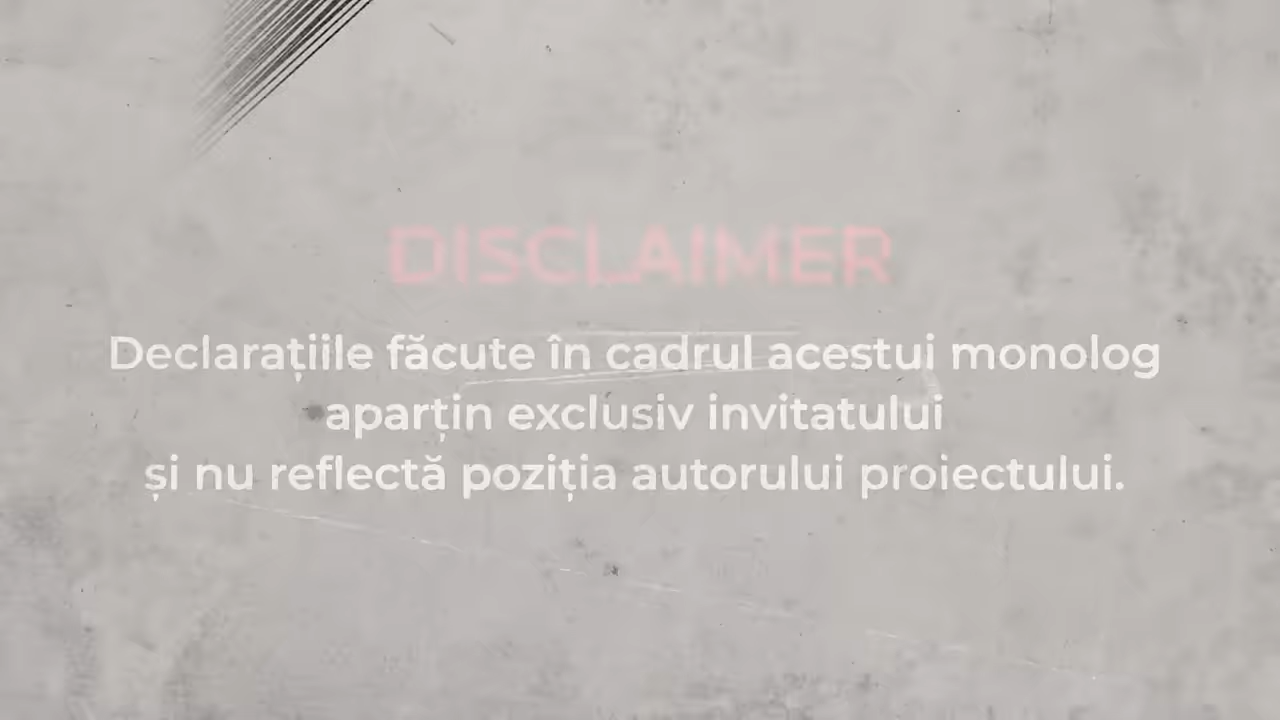 DISCLAIMER
Declarațiile făcute în cadrul acestui monolog
aparțin exclusiv invitatului
și nu reflectă poziția autorului proiectului.